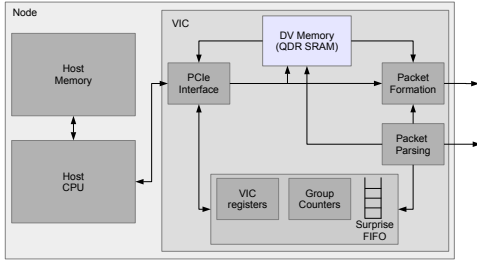 Node
VIC
DV Memory
(QDR SRAM)
Host
Memory
PCIe
Interface
Packet
Formation
Packet
Parsing
Host
CPU
VIC
registers
Group
Counters
Surprise
FIFO